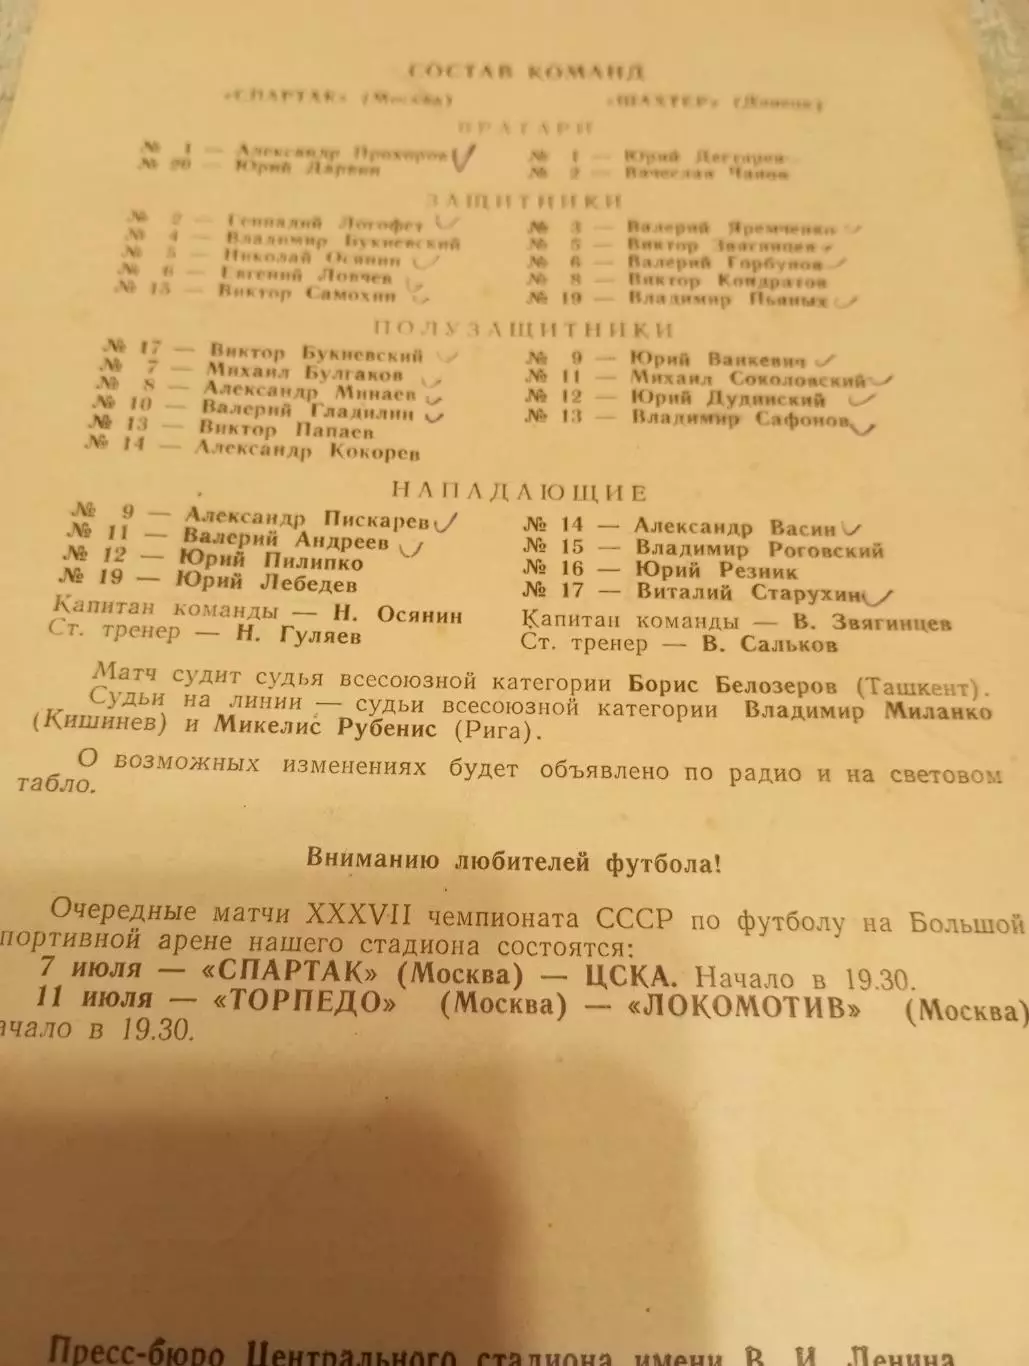 СОСТАВ КОМАНД
«СПАРТАК» (Москва) «ШАХТЕР» (Донецк)
ВРАТАРИ
№ 1 — Александр Прохоров № 1 — Юрий Дегтерев
№ 20 — Юрий Дарвин № 2 — Вячеслав Чанов
ЗАЩИТНИКИ
№ 2 — Геннадий Логофет № 3 — Валерий Яремченко
№ 4 — Владимир Букиевский № 5 — Виктор Звягинцев
№ 5 — Николай Осянин № 6 — Валерий Горбунов
№ 6 — Евгений Ловчев № 8 — Виктор Кондратов
№ 15 — Виктор Самохин № 19 — Владимир Пьяных
ПОЛУЗАЩИТНИКИ
№ 17 — Виктор Букиевский № 9 — Юрий Ванкевич
№ 7 — Михаил Булгаков № 11 — Михаил Соколовский
№ 8 — Александр Минаев № 12 — Юрий Дудинский
№ 10 — Валерий Гладилин № 13 — Владимир Сафонов
№ 13 — Виктор Папаев
№ 14 — Александр Кокорев
НАПАДАЮЩИЕ
№ 9 — Александр Пискарев № 14 — Александр Васин
№ 11 — Валерий Андреев № 15 — Владимир Роговский
№ 12 — Юрий Пилипко № 16 — Юрий Резник
№ 19 — Юрий Лебедев № 17 — Виталий Старухин
Капитан команды — Н. Осянин Капитан команды — В. Звягинцев
Ст. тренер — Н. Гуляев Ст. тренер — В. Сальков
Матч судит судья всесоюзной категории Борис Белозеров (Ташкент).
Судьи на линии — судьи всесоюзной категории Владимир Миланко
(Кишинев) и Микелис Рубенис (Рига).
О возможных изменениях будет объявлено по радио и на световом
табло.
Вниманию любителей футбола!
Очередные матчи XXXVII чемпионата СССР по футболу на Большой
портивной арене нашего стадиона состоятся:
7 июля — «СПАРТАК» (Москва) — ЦСКА. Начало в 19.30.
11 июля — «ТОРПЕДО» (Москва) — «ЛОКОМОТИВ» (Москва)
ачало в 19.30.
Пресс-бюро Центрального стадиона имени В. И. Ленина